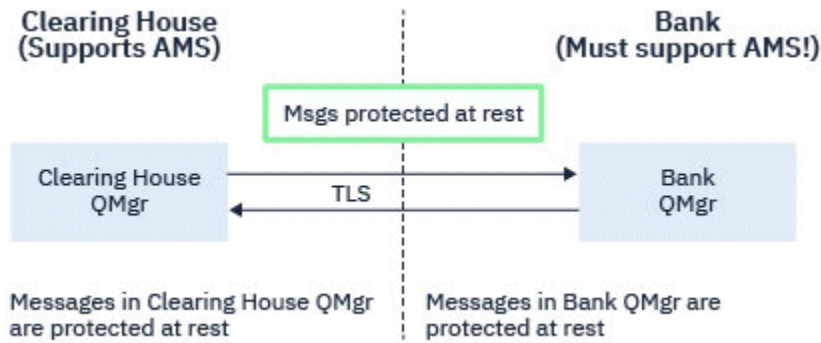 Clearing House
(Supports AMS)
Bank
(Must support AMS!)
Msgs protected at rest
Clearing House
QMgr
TLS
Bank
QMgr
Messages in Clearing House QMgr
are protected at rest
Messages in Bank QMgr are
protected at rest